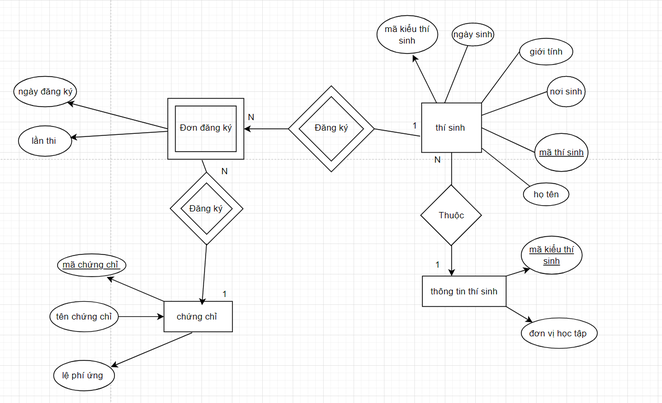 mã kiểu thí
sinh
ngày sinh
giới tính
ngày đăng ký
nơi sinh
N
Đơn đăng ký
Đăng ký
1
thí sinh
lần thi
mã thí sinh
N
N
họ tên
Đăng ký
Thuộc
mã kiểu thí
sinh
mã chứng chỉ
1
thông tin thí sinh
1
tên chứng chỉ
chứng chỉ
đơn vị học tập
lệ phí ứng